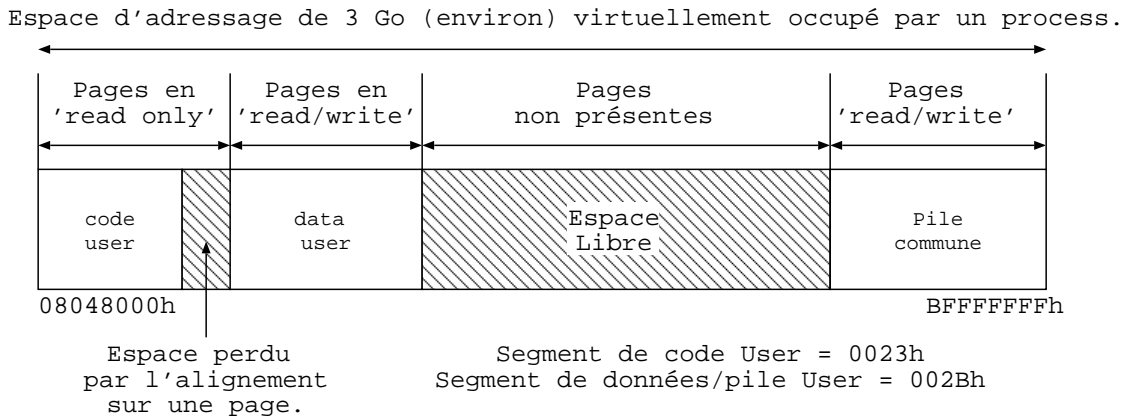 Espace d'adressage de 3 Go (environ) virtuellement occupé par un process.
Pages en
'read only'
Pages en
'read/write'
Pages
non présentes
Pages
'read/write'
code
user
data
user
Espace
Libre
Pile
commune
08048000h
BFFFFFFFh
Espace perdu
par l'alignement
sur une page.
Segment de code User = 0023h
Segment de données/pile User = 002Bh